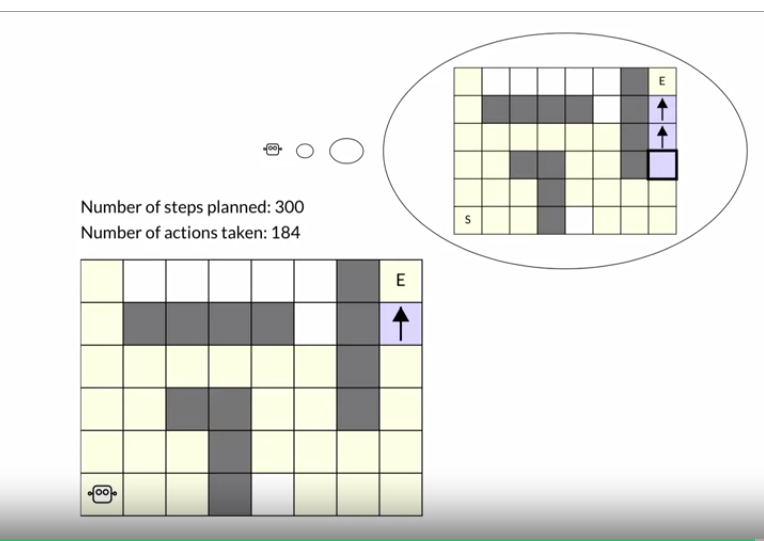 E
S
Number of steps planned: 300
Number of actions taken: 184
E